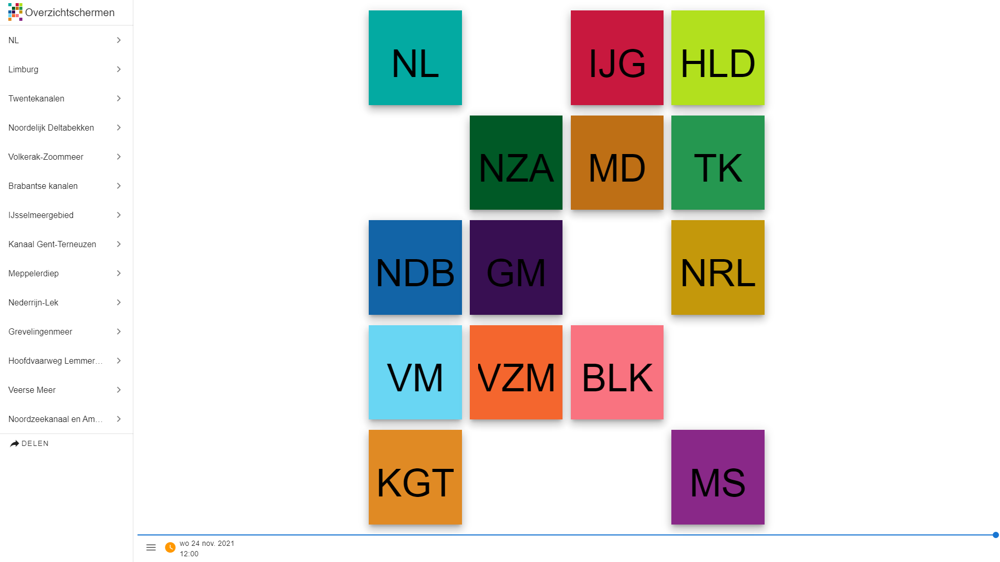 Overzichtschermen
NL
Limburg
Twentekanalen
Noordelijk Deltabekken
Volkerak-Zoommeer
Brabantse kanalen
IJsselmeergebied
Kanaal Gent-Terneuzen
Meppelerdiep
Nederrijn-Lek
Grevelingenmeer
Hoofdvaarweg Lemmer...
Veerse Meer
Noordzeekanaal en Am...
DELEN
NL IJG HLD
NZA MD TK
NDB GM NRL
VM VZM BLK
KGT MS
wo 24 nov. 2021
12:00